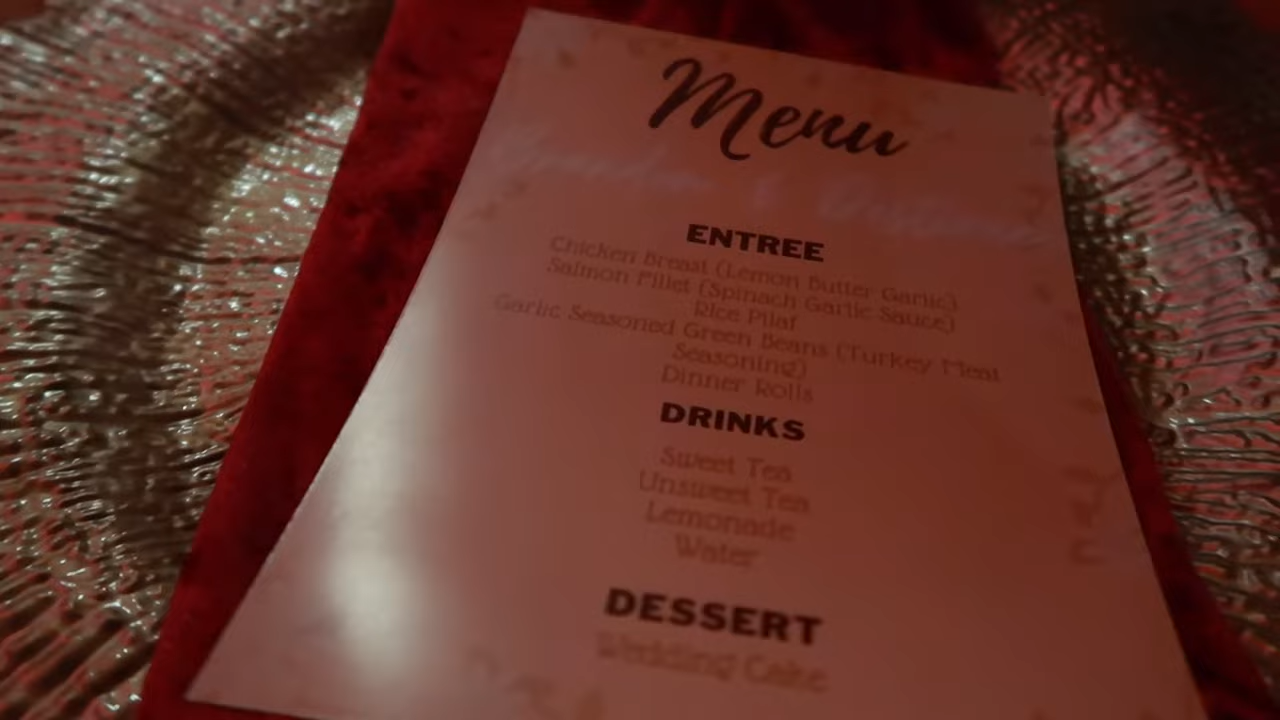 Menu
&
ENTREE
Chicken Breast (Lemon Butter Garlic)
Salmon Fillet (Spinach Garlic Sauce)
Rice Pilaf
Garlic Seasoned Green Beans (Turkey Meat
Seasoning)
Dinner Rolls
DRINKS
Sweet Tea
Unsweet Tea
Lemonade
Water
DESSERT
Wedding Cake